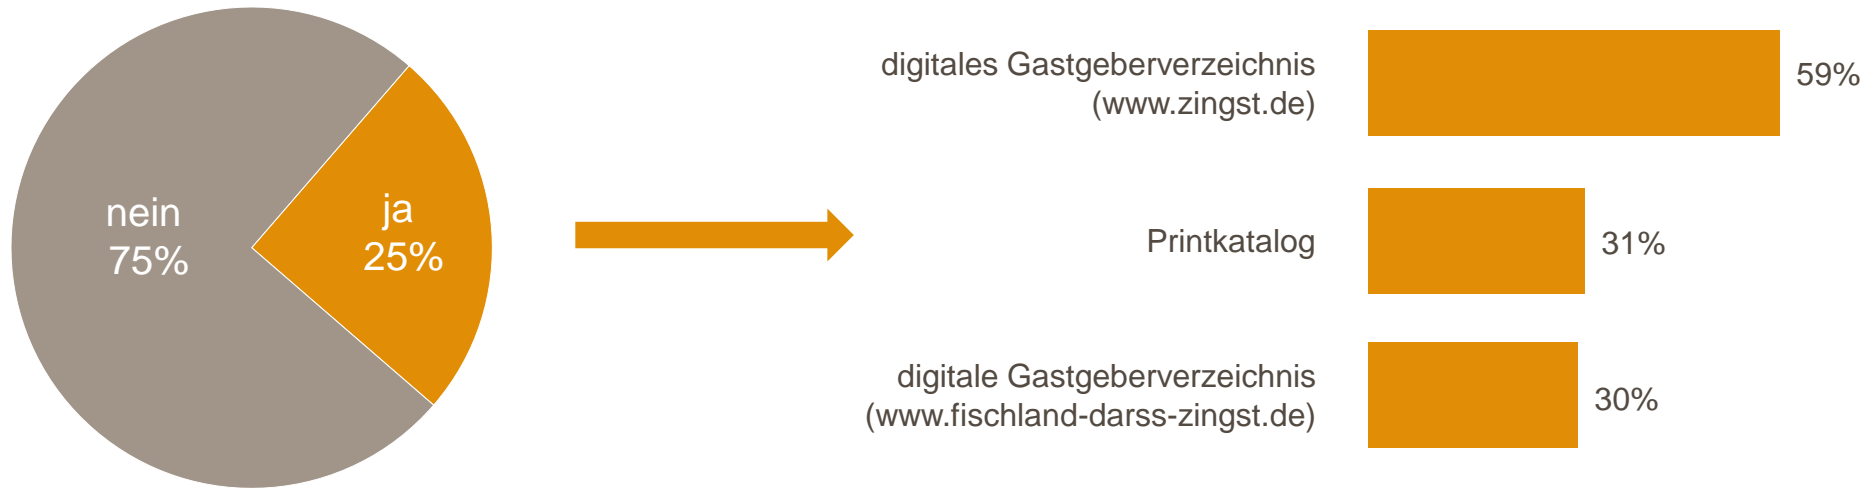 nein
75%
ja
25%
digitales Gastgeberverzeichnis
(www.zingst.de)
59%
Printkatalog
31%
digitale Gastgeberverzeichnis
(www.fischland-darss-zingst.de)
30%